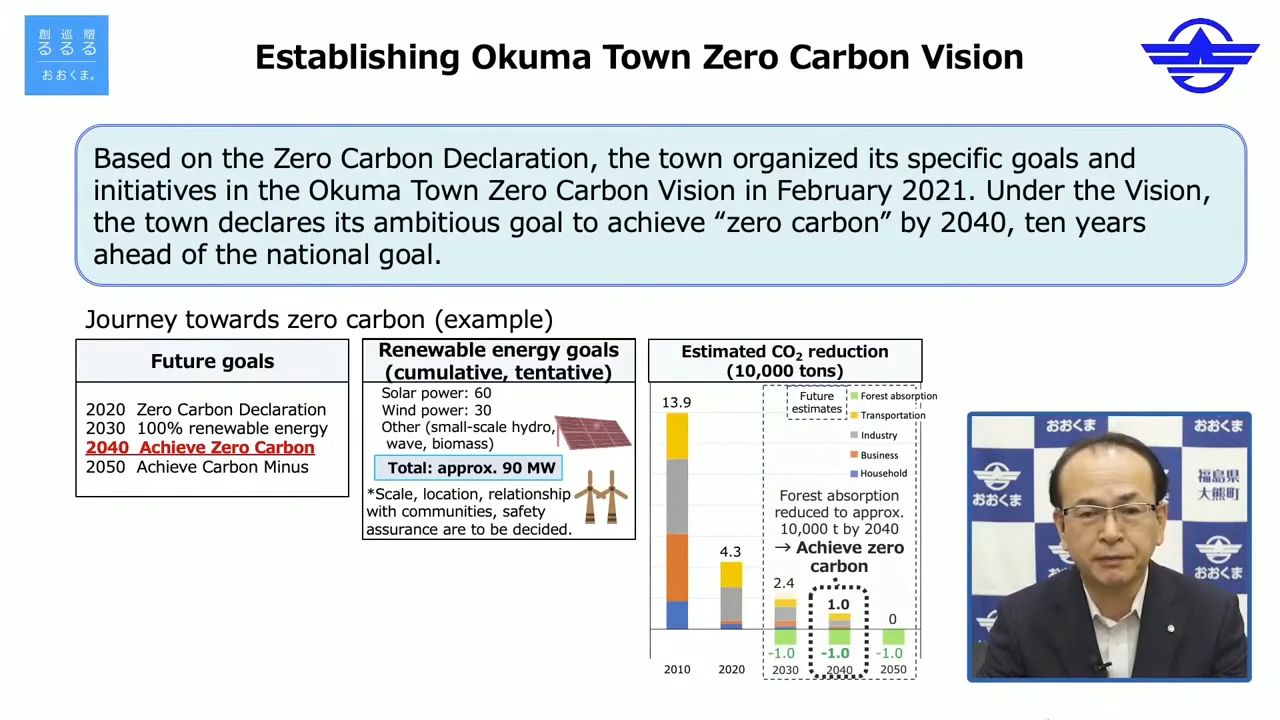 創 巡 贈
る る る
おおくま。
Establishing Okuma Town Zero Carbon Vision
Based on the Zero Carbon Declaration, the town organized its specific goals and
initiatives in the Okuma Town Zero Carbon Vision in February 2021. Under the Vision,
the town declares its ambitious goal to achieve “zero carbon” by 2040, ten years
ahead of the national goal.
Journey towards zero carbon (example)
Future goals
2020 Zero Carbon Declaration
2030 100% renewable energy
2040 Achieve Zero Carbon
2050 Achieve Carbon Minus
Renewable energy goals
(cumulative, tentative)
Solar power: 60
Wind power: 30
Other (small-scale hydro,
wave, biomass)
Total: approx. 90 MW
*Scale, location, relationship
with communities, safety
assurance are to be decided.
Estimated CO₂ reduction
(10,000 tons)
Future
estimates
Forest absorption
Transportation
Industry
Business
Household
Forest absorption
reduced to approx.
10,000 t by 2040
→ Achieve zero
carbon
13.9
4.3
2.4
1.0
0
-1.0
-1.0
-1.0
2010
2020
2030
2040
2050
おおくま
おおくま
おおくま
福島県
大熊町
おおくま